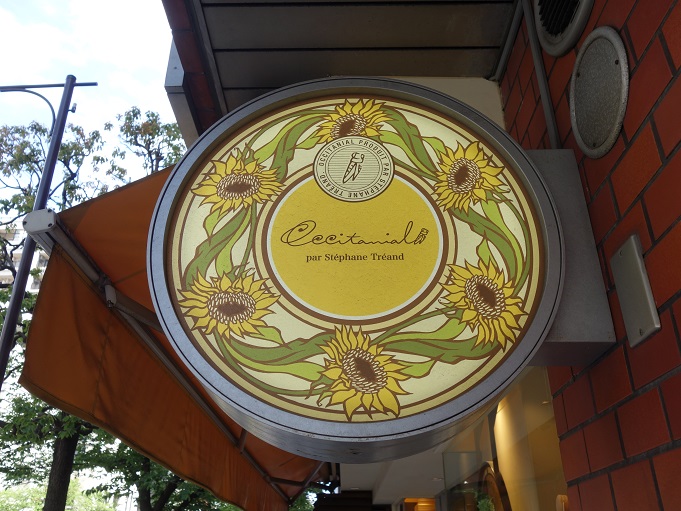 OCCITANIAL PRODUIT PAR STÉPHANE TRÉAND
Occitanial
par Stéphane Tréand